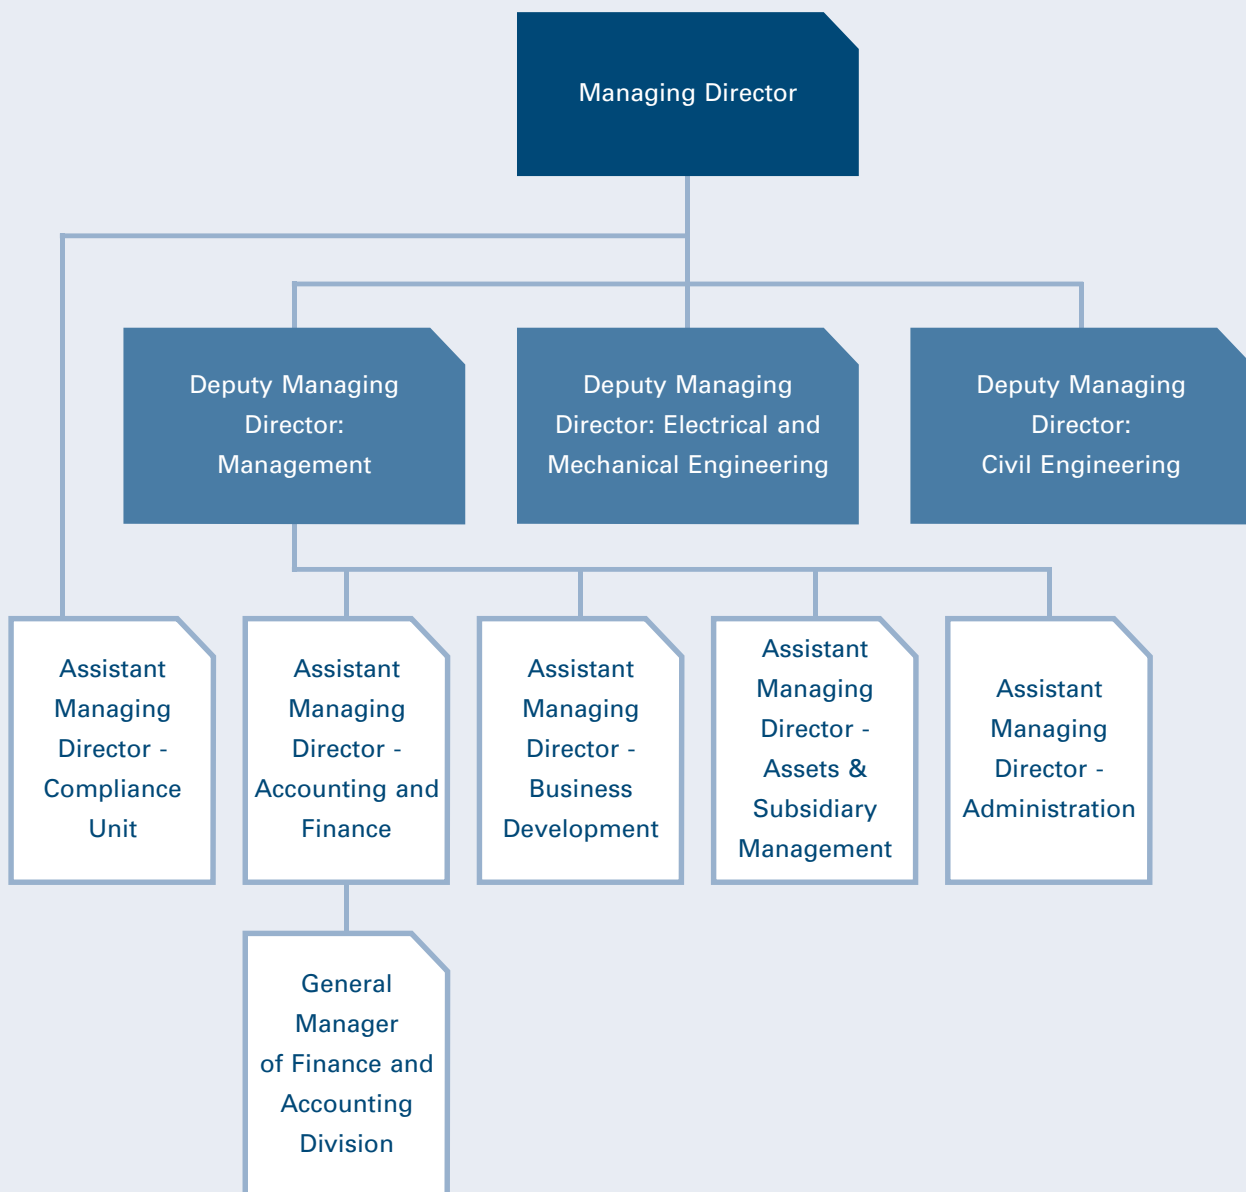 Managing Director
Deputy Managing
Director:
Management
Deputy Managing
Director: Electrical and
Mechanical Engineering
Deputy Managing
Director:
Civil Engineering
Assistant
Managing
Director -
Compliance
Unit
Assistant
Managing
Director -
Accounting and
Finance
Assistant
Managing
Director -
Business
Development
Assistant
Managing
Director -
Assets &
Subsidiary
Management
Assistant
Managing
Director -
Administration
General
Manager
of Finance and
Accounting
Division